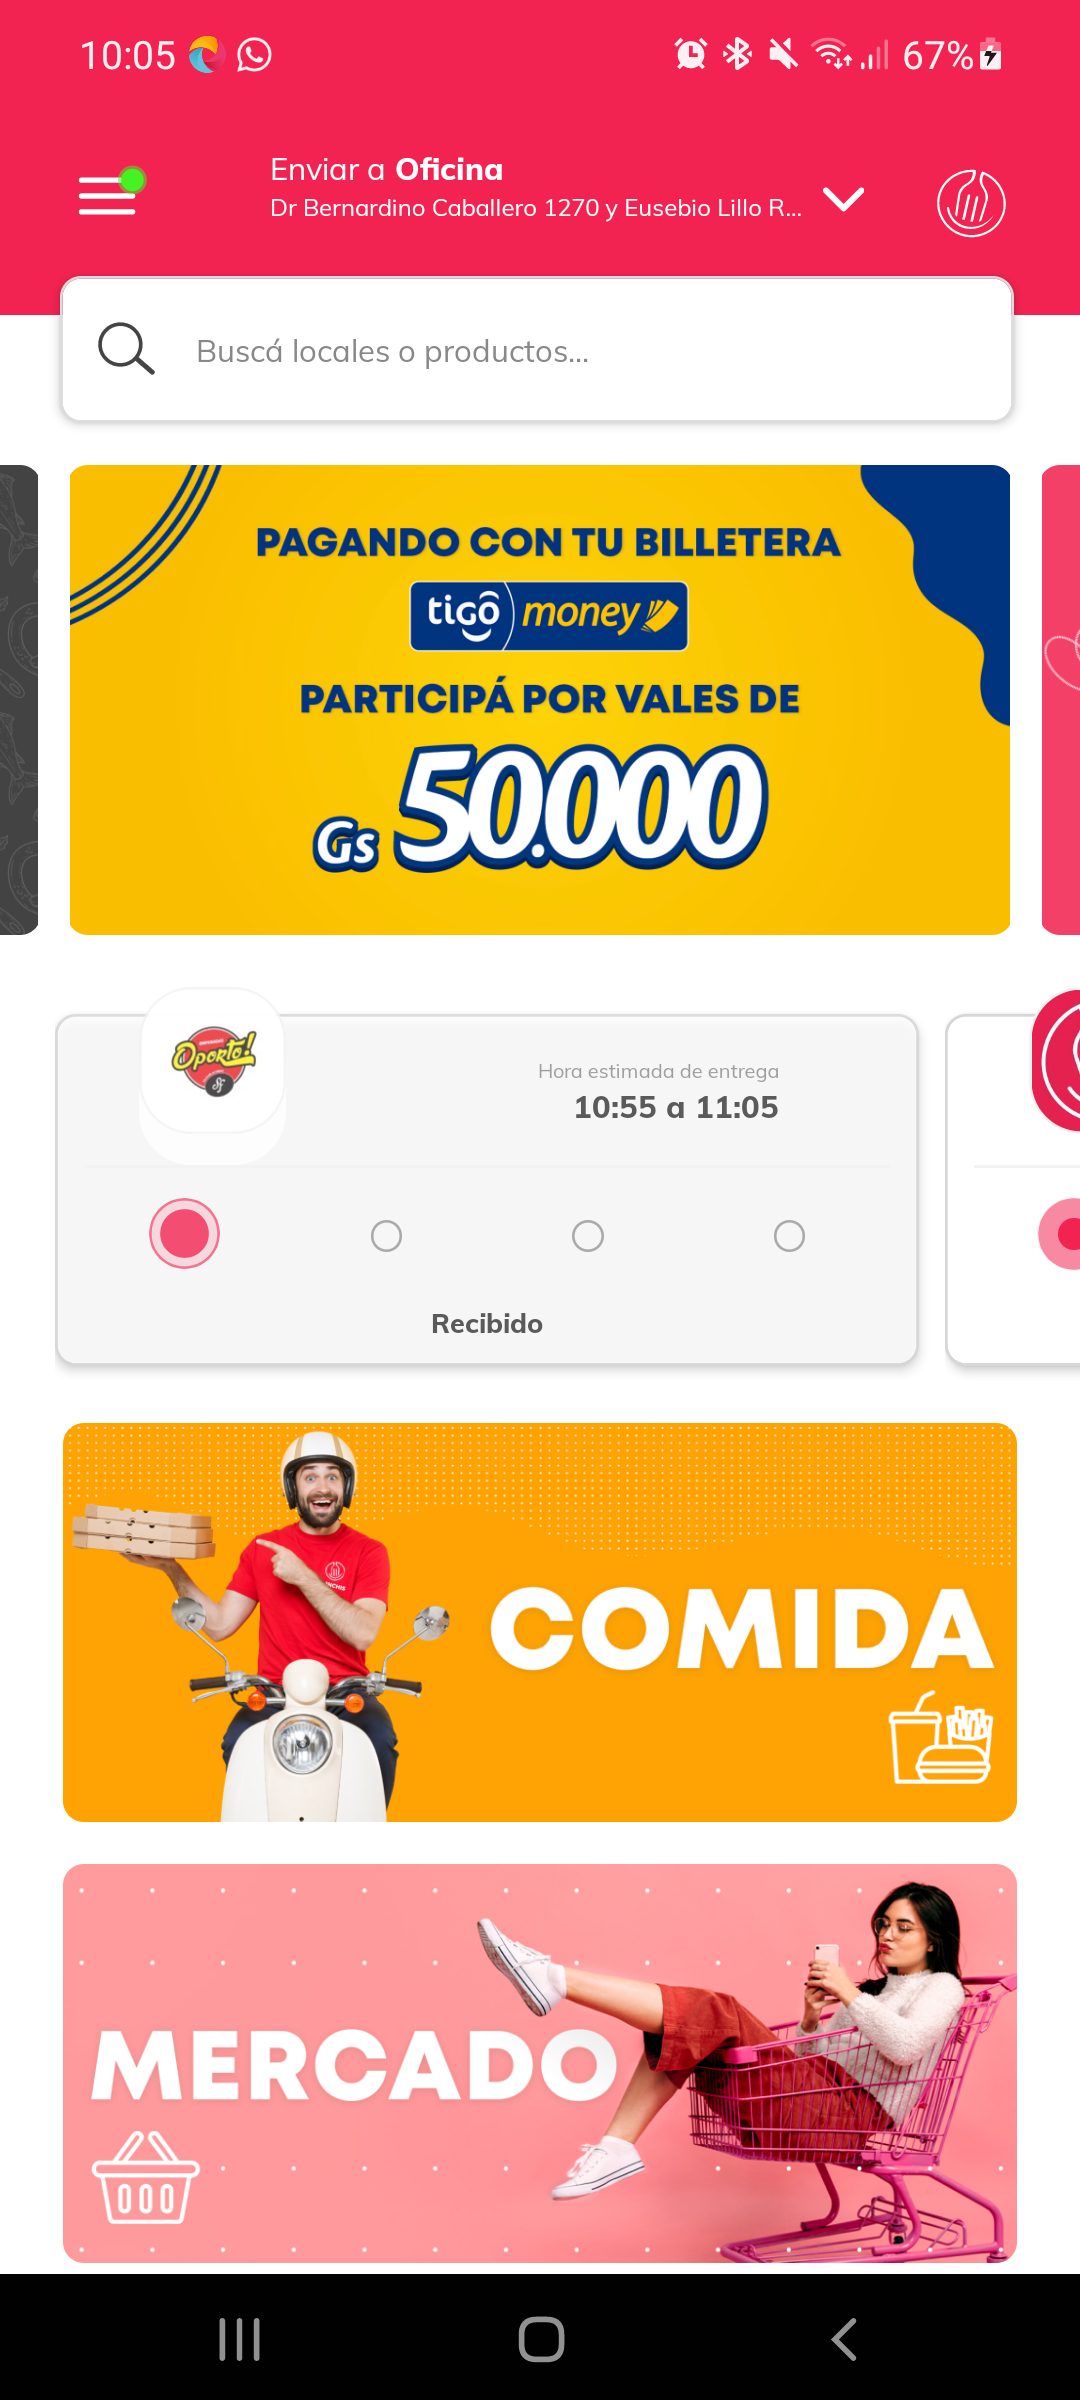 10:05
67%
Enviar a Oficina
Dr Bernardino Caballero 1270 y Eusebio Lillo R...
Buscá locales o productos...
PAGANDO CON TU BILLETERA
tigo money
PARTICIPÁ POR VALES DE
Gs 50.000
Oporto!
Hora estimada de entrega
10:55 a 11:05
Recibido
COMIDA
MERCADO